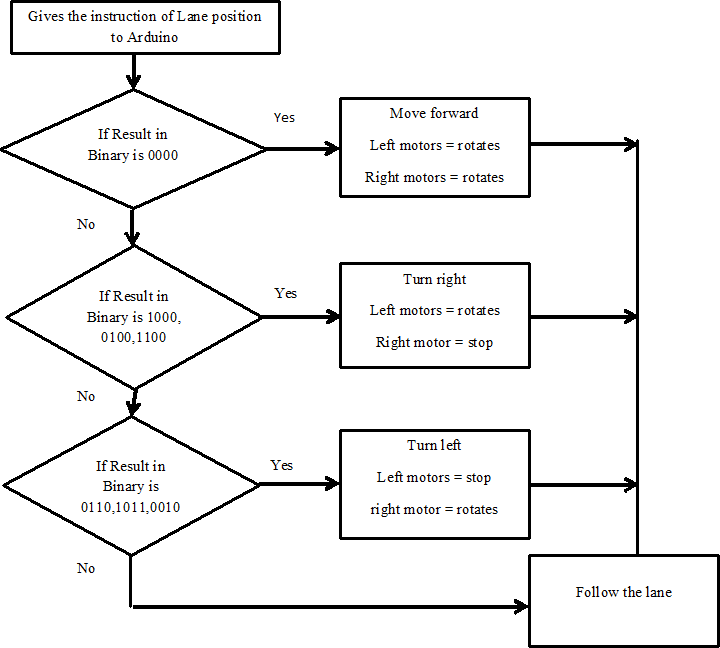 Gives the instruction of Lane position
to Arduino
If Result in
Binary is 0000
Yes
Move forward
Left motors = rotates
Right motors = rotates
No
If Result in
Binary is 1000,
0100,1100
Yes
Turn right
Left motors = rotates
Right motor = stop
No
If Result in
Binary is
0110,1011,0010
Yes
Turn left
Left motors = stop
right motor = rotates
No
Follow the lane